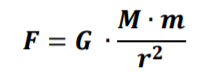 F = G · M · m / r²